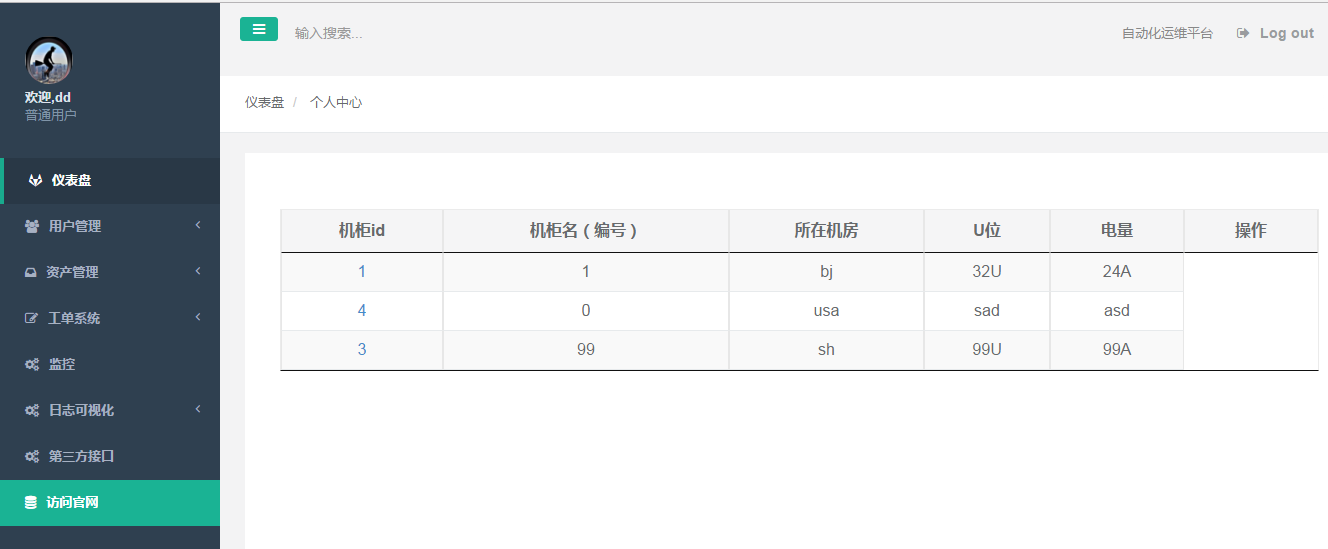 输入搜索...
自动化运维平台
Log out
欢迎,dd
普通用户
仪表盘 / 个人中心
仪表盘
用户管理
资产管理
工单系统
监控
日志可视化
第三方接口
访问官网
机柜id 机柜名（编号） 所在机房 U位 电量 操作
1 1 bj 32U 24A
4 0 usa sad asd
3 99 sh 99U 99A